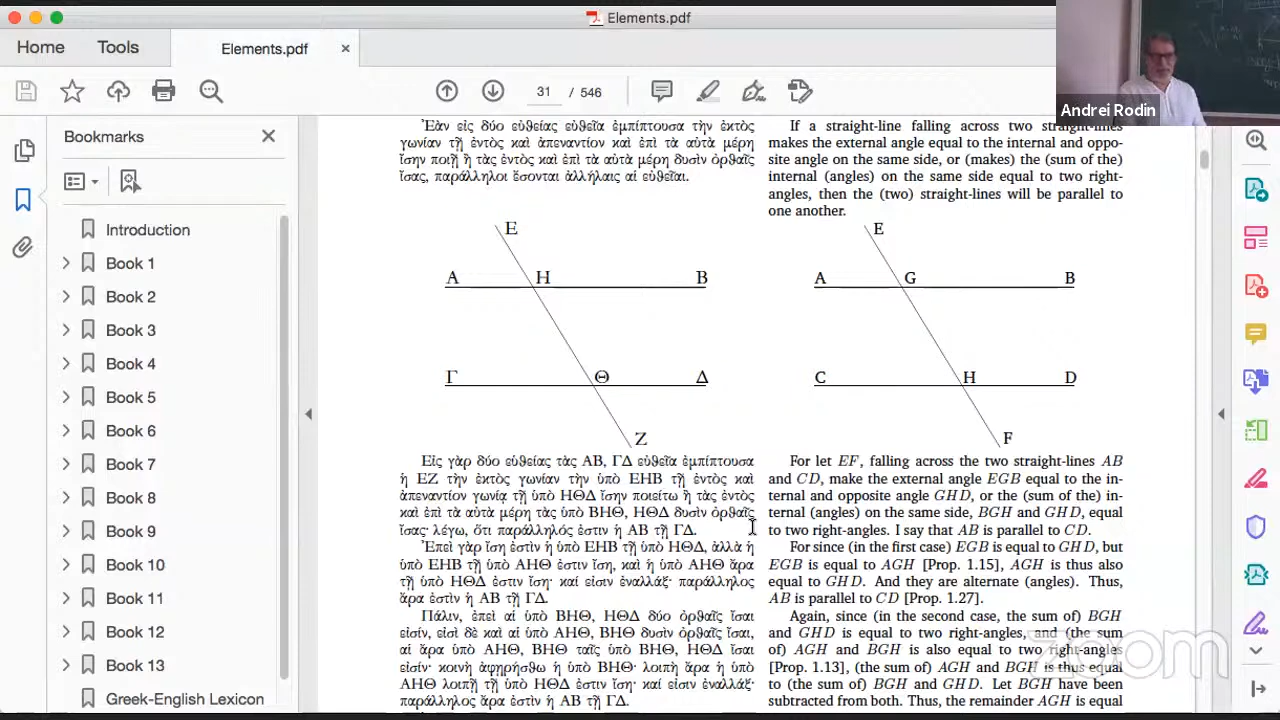 Elements.pdf
Home
Tools
Elements.pdf
31 / 546
Andrei Rodin
Bookmarks
Introduction
Book 1
Book 2
Book 3
Book 4
Book 5
Book 6
Book 7
Book 8
Book 9
Book 10
Book 11
Book 12
Book 13
Greek-English Lexicon
᾿Εὰν εἰς δύο εὐθείας εὐθεῖα ἐμπίπτουσα τὴν ἐκτὸς
γωνίαν τῇ ἐντὸς καὶ ἀπεναντίον καὶ ἐπὶ τὰ αὐτὰ μέρη
ἴσην ποιῇ ἢ τὰς ἐντὸς καὶ ἐπὶ τὰ αὐτὰ μέρη δυσὶν ὀρθαῖς
ἴσας, παράλληλοι ἔσονται ἀλλήλαις αἱ εὐθεῖαι.
Ε
Α Η Β
Γ Θ Δ
Ζ
Εἰς γὰρ δύο εὐθείας τὰς ΑΒ, ΓΔ εὐθεῖα ἐμπίπτουσα
ἡ ΕΖ τὴν ἐκτὸς γωνίαν τὴν ὑπὸ ΕΗΒ τῇ ἐντὸς καὶ
ἀπεναντίον γωνίᾳ τῇ ὑπὸ ΗΘΔ ἴσην ποιείτω ἢ τὰς ἐντὸς
καὶ ἐπὶ τὰ αὐτὰ μέρη τὰς ὑπὸ ΒΗΘ, ΗΘΔ δυσὶν ὀρθαῖς
ἴσας· λέγω, ὅτι παράλληλός ἐστιν ἡ ΑΒ τῇ ΓΔ.
᾿Επεὶ γὰρ ἴση ἐστὶν ἡ ὑπὸ ΕΗΒ τῇ ὑπὸ ΗΘΔ, ἀλλὰ ἡ
ὑπὸ ΕΗΒ τῇ ὑπὸ ΑΗΘ ἐστιν ἴση, καὶ ἡ ὑπὸ ΑΗΘ ἄρα
τῇ ὑπὸ ΗΘΔ ἐστιν ἴση· καί εἰσιν ἐναλλάξ· παράλληλος
ἄρα ἐστὶν ἡ ΑΒ τῇ ΓΔ.
Πάλιν, ἐπεὶ αἱ ὑπὸ ΒΗΘ, ΗΘΔ δύο ὀρθαῖς ἴσαι
εἰσίν, εἰσὶ δὲ καὶ αἱ ὑπὸ ΑΗΘ, ΒΗΘ δυσὶν ὀρθαῖς ἴσαι,
αἱ ἄρα ὑπὸ ΑΗΘ, ΒΗΘ ταῖς ὑπὸ ΒΗΘ, ΗΘΔ ἴσαι
εἰσίν· κοινὴ ἀφῃρήσθω ἡ ὑπὸ ΒΗΘ· λοιπὴ ἄρα ἡ ὑπὸ
ΑΗΘ λοιπῇ τῇ ὑπὸ ΗΘΔ ἐστιν ἴση· καί εἰσιν ἐναλλάξ·
παράλληλος ἄρα ἐστὶν ἡ ΑΒ τῇ ΓΔ.
If a straight-line falling across two straight-lines
makes the external angle equal to the internal and oppo-
site angle on the same side, or (makes) the (sum of the)
internal (angles) on the same side equal to two right-
angles, then the (two) straight-lines will be parallel to
one another.
E
A G B
C H D
F
For let EF, falling across the two straight-lines AB
and CD, make the external angle EGB equal to the in-
ternal and opposite angle GHD, or the (sum of the) in-
ternal (angles) on the same side, BGH and GHD, equal
to two right-angles. I say that AB is parallel to CD.
For since (in the first case) EGB is equal to GHD, but
EGB is equal to AGH [Prop. 1.15], AGH is thus also
equal to GHD. And they are alternate (angles). Thus,
AB is parallel to CD [Prop. 1.27].
Again, since (in the second case, the sum of) BGH
and GHD is equal to two right-angles, and (the sum
of) AGH and BGH is also equal to two right-angles
[Prop. 1.13], (the sum of) AGH and BGH is thus equal
to (the sum of) BGH and GHD. Let BGH have been
subtracted from both. Thus, the remainder AGH is equal
zoom